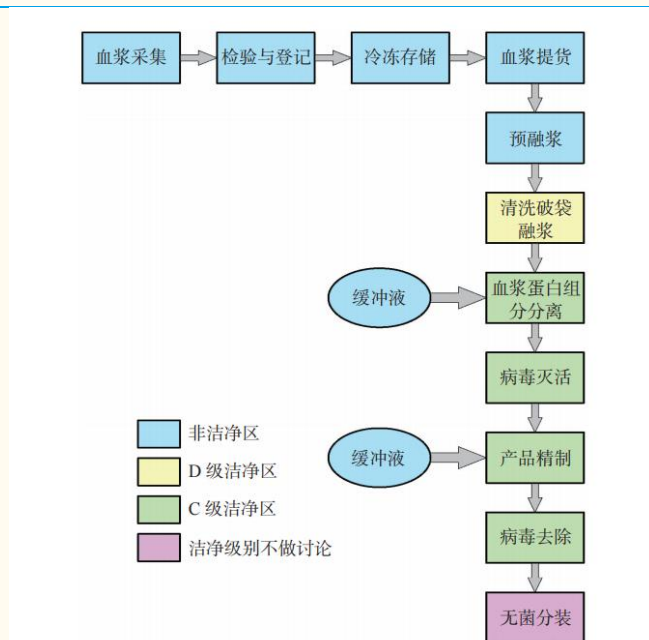 血浆采集
检验与登记
冷冻存储
血浆提货
预融浆
清洗破袋
融浆
缓冲液
血浆蛋白组
分分离
病毒灭活
非洁净区
缓冲液
产品精制
D 级洁净区
C 级洁净区
病毒去除
洁净级别不做讨论
无菌分装